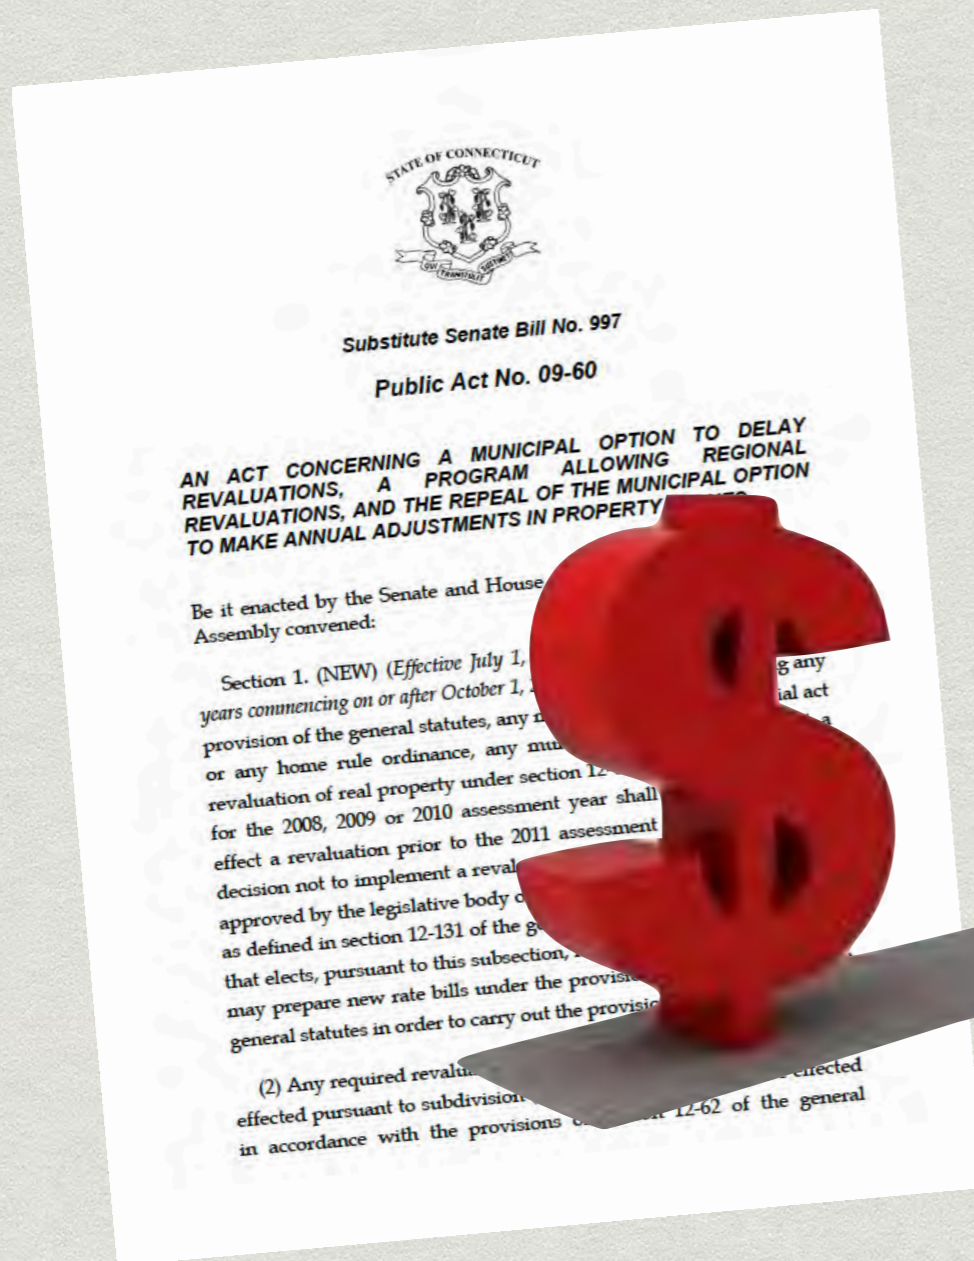 STATE OF CONNECTICUT
QUI TRANSTULIT SUSTINET
Substitute Senate Bill No. 997
Public Act No. 09-60
AN ACT CONCERNING A MUNICIPAL OPTION TO DELAY
REVALUATIONS, A PROGRAM ALLOWING REGIONAL
REVALUATIONS, AND THE REPEAL OF THE MUNICIPAL OPTION
TO MAKE ANNUAL ADJUSTMENTS IN PROPERTY
Be it enacted by the Senate and House
Assembly convened:
Section 1. (NEW) (Effective July 1, any
years commencing on or after October 1, act
provision of the general statutes, any a
or any home rule ordinance, any
revaluation of real property under section
for the 2008, 2009 or 2010 assessment year shall
effect a revaluation prior to the 2011 assessment
decision not to implement a
approved by the legislative body
as defined in section 12-131 of the
that elects, pursuant to this subsection,
may prepare new rate bills under the
general statutes in order to carry out the
(2) Any required effected
effected pursuant to subdivision
in accordance with the provisions 12-62 of the general